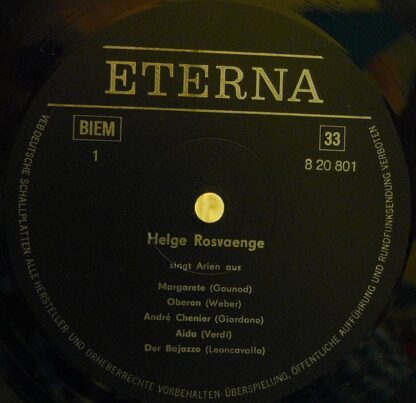 ETERNA
BIEM
33
1
8 20 801
Helge Rosvaenge
singt Arien aus
Margarete (Gounod)
Oberon (Weber)
André Chenier (Giordano)
Aida (Verdi)
Der Bajazzo (Leoncavallo)
VEB DEUTSCHE SCHALLPLATTEN ALLE HERSTELLER- UND URHEBERRECHTE VORBEHALTEN · ÜBERSPIELUNG, ÖFFENTLICHE AUFFÜHRUNG UND RUNDFUNKSENDUNG VERBOTEN